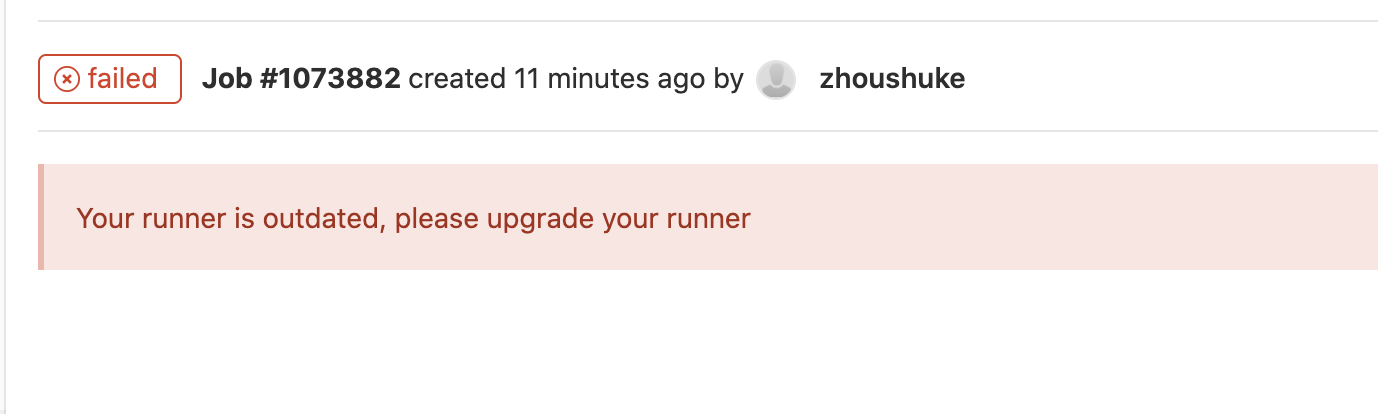 failed Job #1073882 created 11 minutes ago by zhoushuke
Your runner is outdated, please upgrade your runner